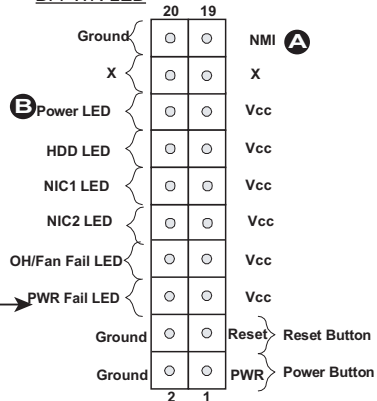 20 19
Ground NMI A
X X
B Power LED Vcc
HDD LED Vcc
NIC1 LED Vcc
NIC2 LED Vcc
OH/Fan Fail LED Vcc
PWR Fail LED Vcc
Ground Reset Reset Button
Ground PWR Power Button
2 1